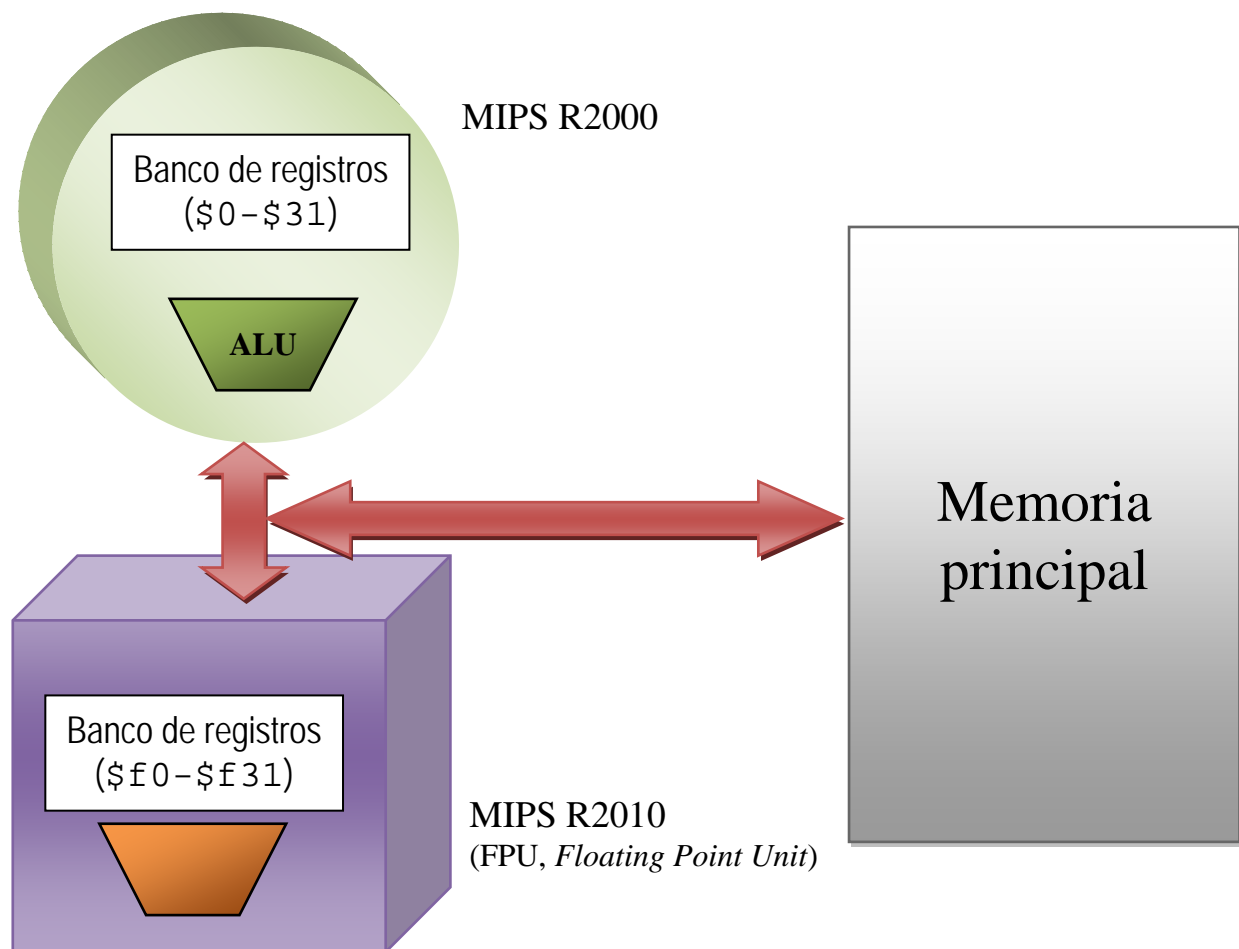 MIPS R2000
Banco de registros
($0-$31)
ALU
Memoria
principal
Banco de registros
($f0-$f31)
MIPS R2010
(FPU, Floating Point Unit)